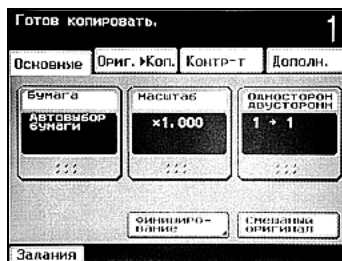 Готов копировать.
1
Основные
Ориг.▶Коп.
Контр-т
Дополн.
Бумага
Масштаб
Односторон
двусторонн
Автовыбор
бумаги
×1.000
1 → 1
Финиширо-
вание
Смешаный
оригинал
Задания